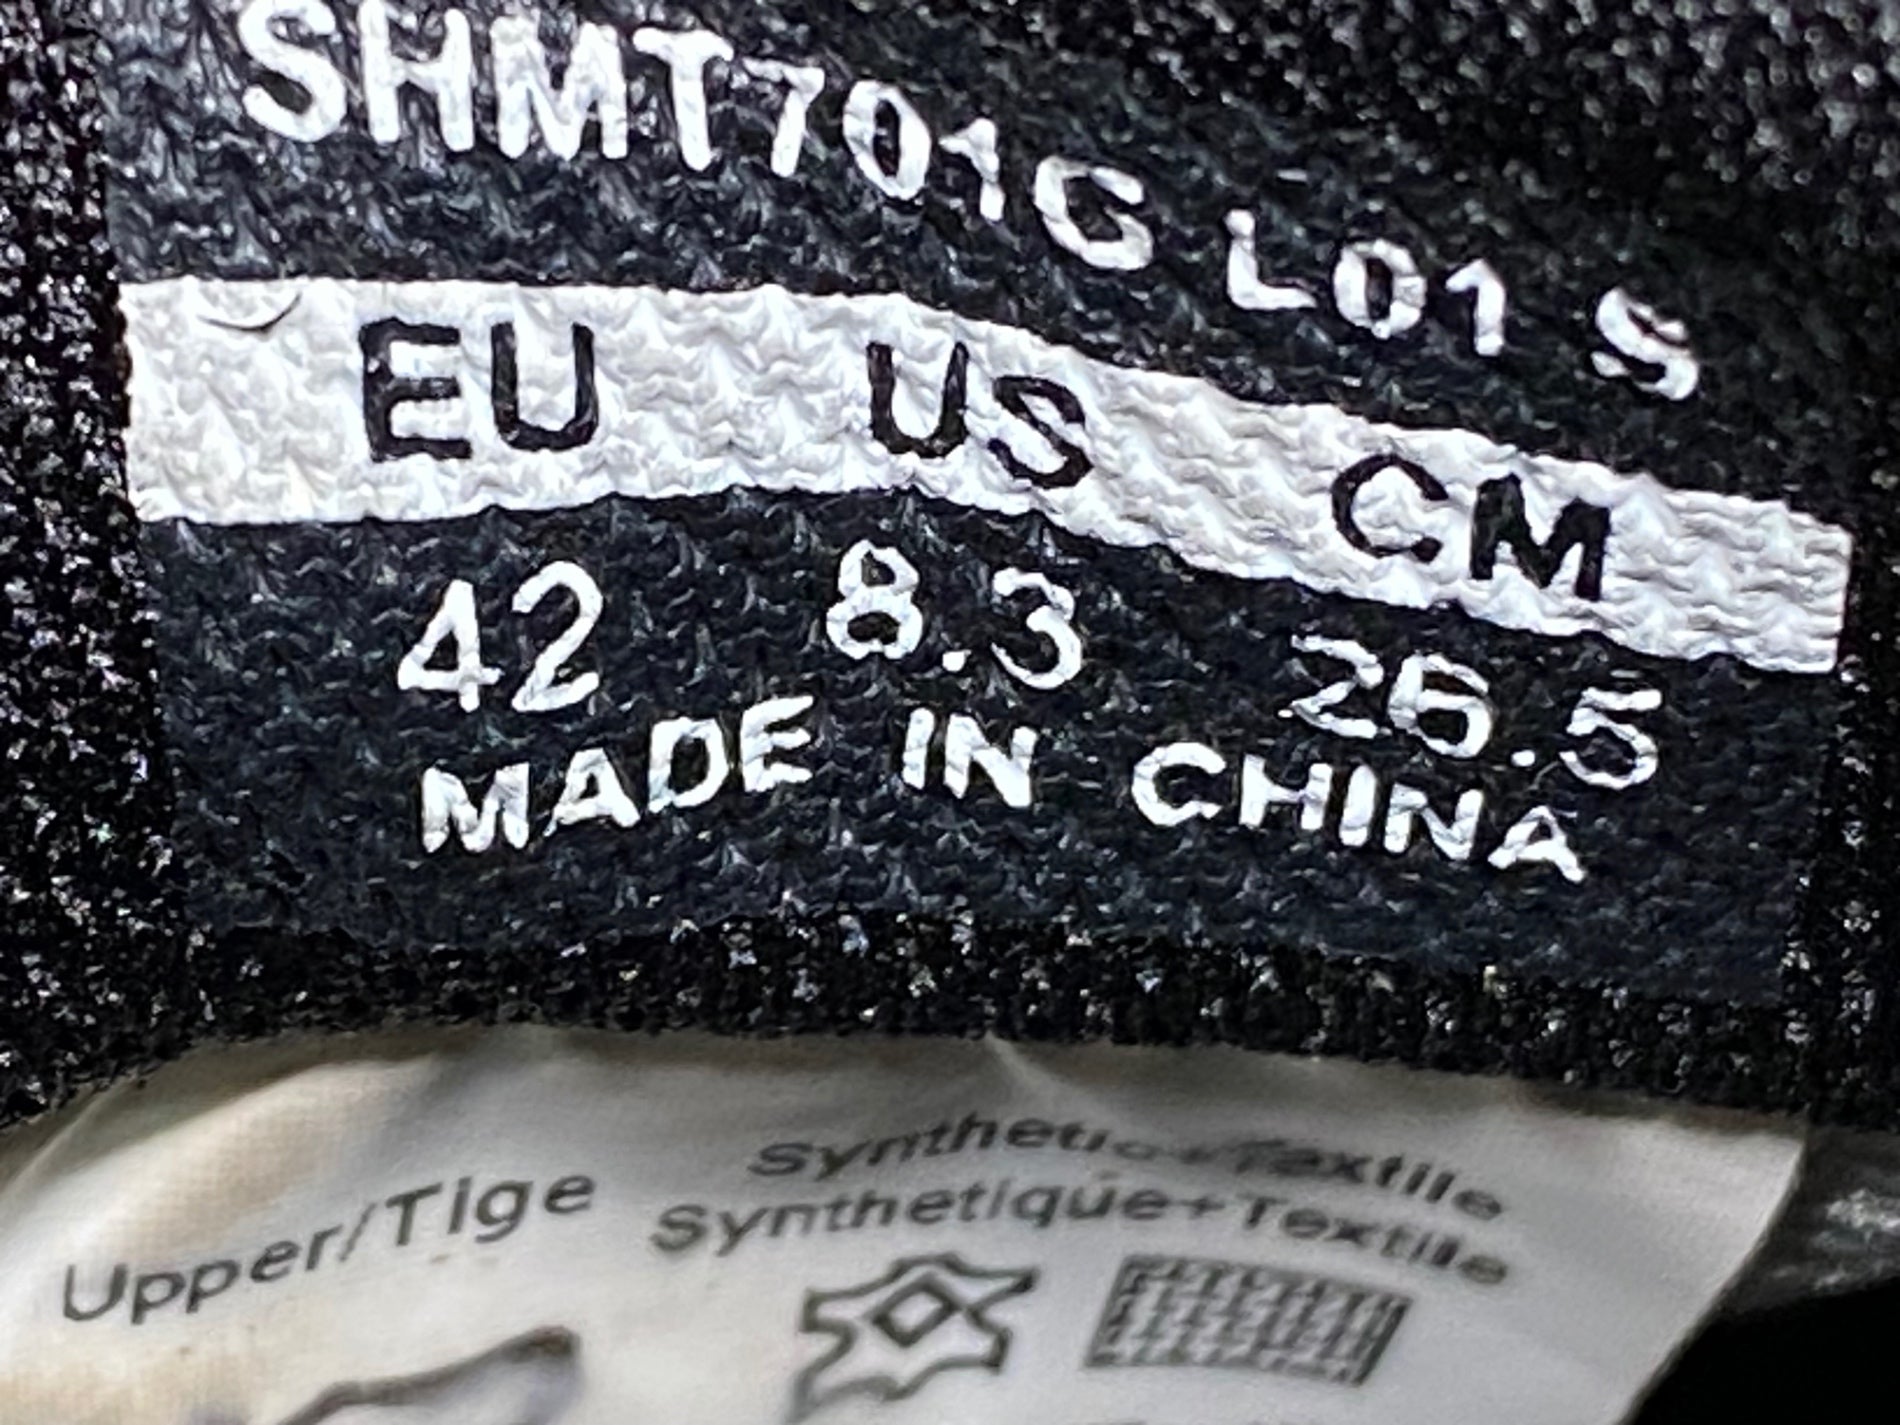 SHMT701G L01 S
EU US CM
42 8.3 26.5
MADE IN CHINA
Upper/Tige
Synthetic+Textile
Synthetique+Textile